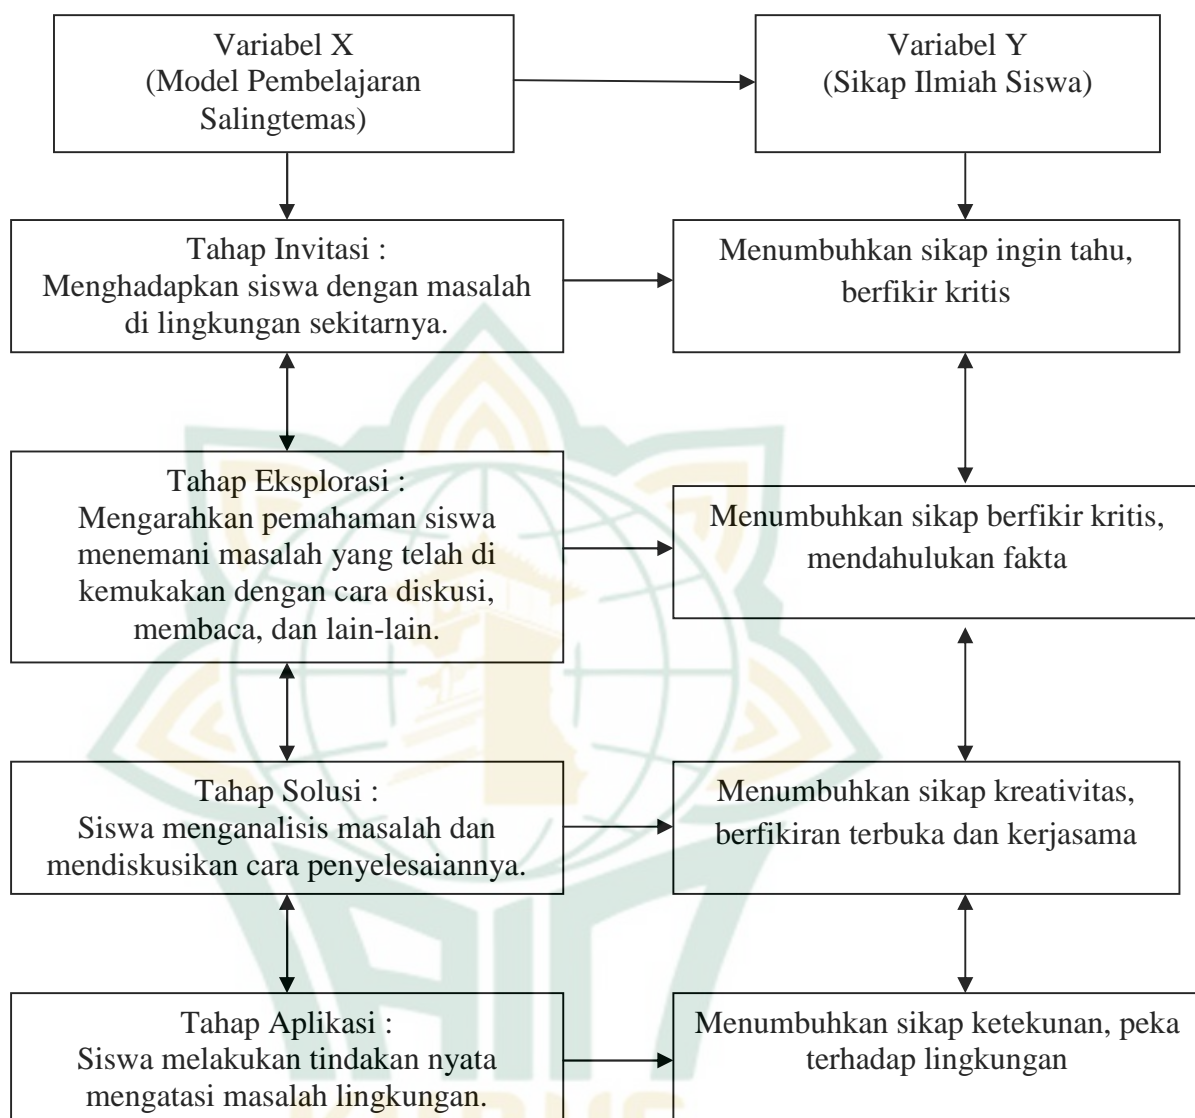 Variabel X
(Model Pembelajaran
Salingtemas)
Variabel Y
(Sikap Ilmiah Siswa)
Tahap Invitasi :
Menghadapkan siswa dengan masalah
di lingkungan sekitarnya.
Menumbuhkan sikap ingin tahu,
berfikir kritis
Tahap Eksplorasi :
Mengarahkan pemahaman siswa
menemani masalah yang telah di
kemukakan dengan cara diskusi,
membaca, dan lain-lain.
Menumbuhkan sikap berfikir kritis,
mendahulukan fakta
Tahap Solusi :
Siswa menganalisis masalah dan
mendiskusikan cara penyelesaiannya.
Menumbuhkan sikap kreativitas,
berfikiran terbuka dan kerjasama
Tahap Aplikasi :
Siswa melakukan tindakan nyata
mengatasi masalah lingkungan.
Menumbuhkan sikap ketekunan, peka
terhadap lingkungan